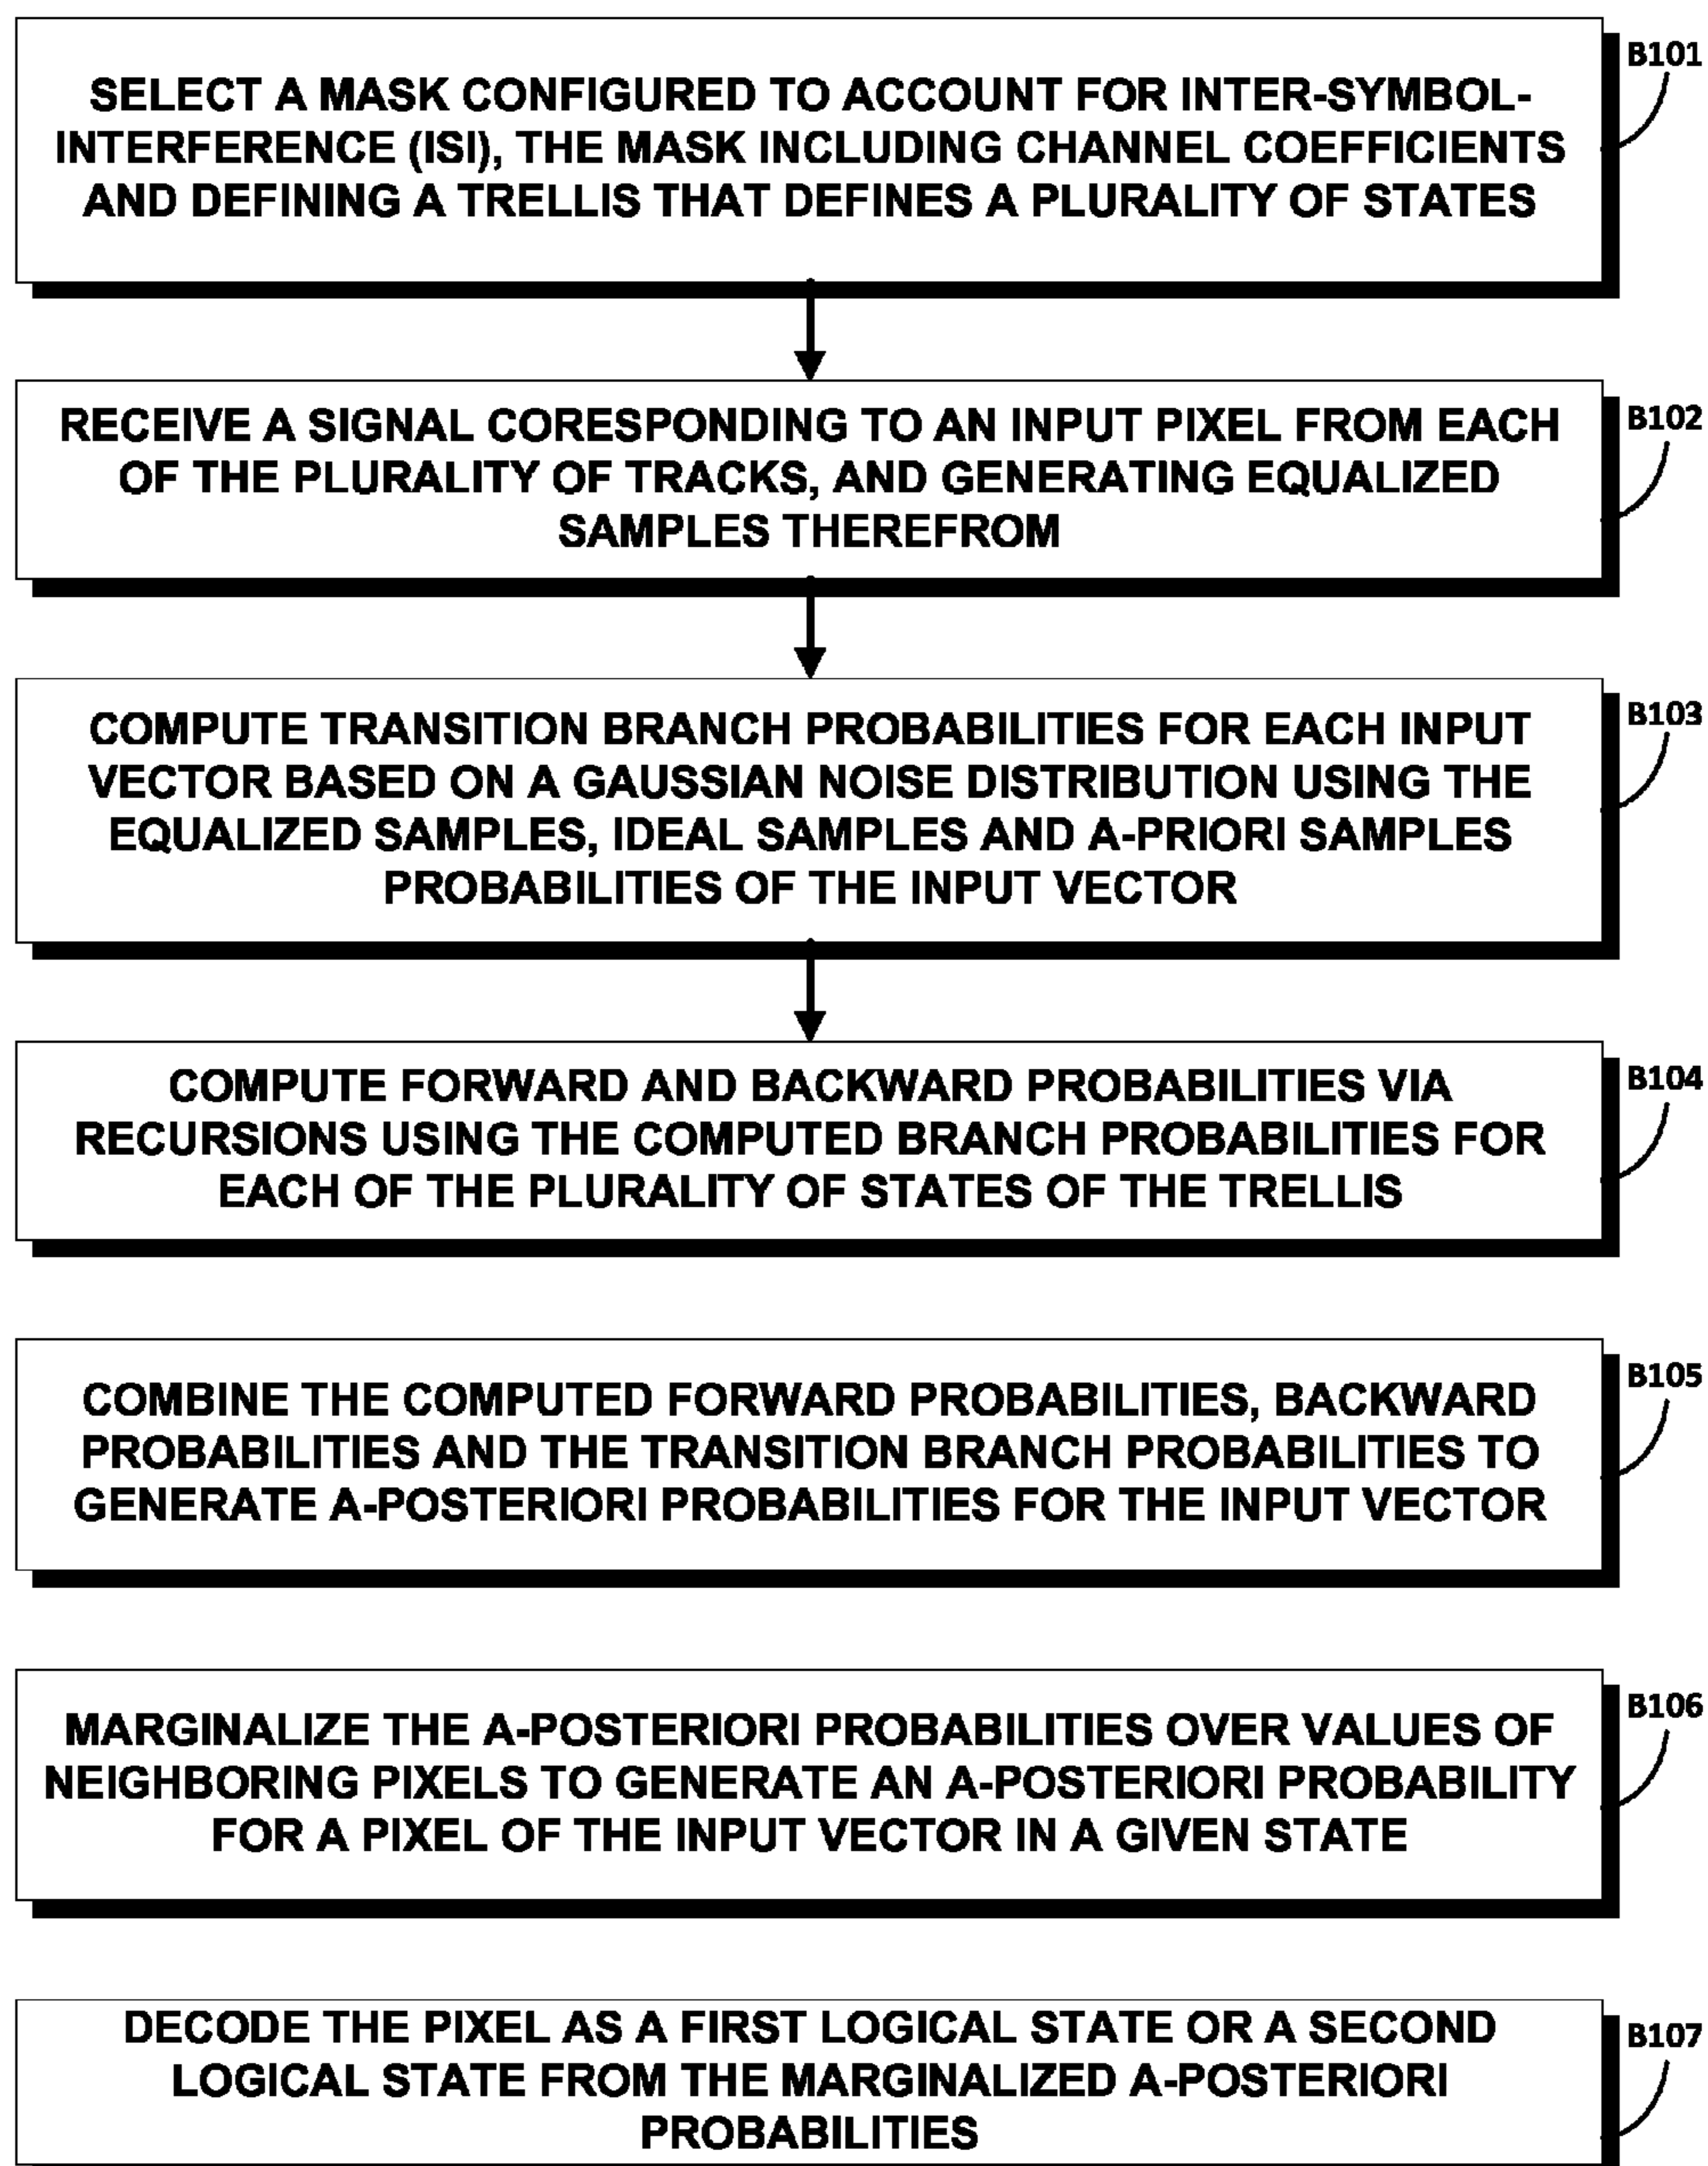 B101
SELECT A MASK CONFIGURED TO ACCOUNT FOR INTER-SYMBOL-
INTERFERENCE (ISI), THE MASK INCLUDING CHANNEL COEFFICIENTS
AND DEFINING A TRELLIS THAT DEFINES A PLURALITY OF STATES
B102
RECEIVE A SIGNAL CORESPONDING TO AN INPUT PIXEL FROM EACH
OF THE PLURALITY OF TRACKS, AND GENERATING EQUALIZED
SAMPLES THEREFROM
B103
COMPUTE TRANSITION BRANCH PROBABILITIES FOR EACH INPUT
VECTOR BASED ON A GAUSSIAN NOISE DISTRIBUTION USING THE
EQUALIZED SAMPLES, IDEAL SAMPLES AND A-PRIORI SAMPLES
PROBABILITIES OF THE INPUT VECTOR
B104
COMPUTE FORWARD AND BACKWARD PROBABILITIES VIA
RECURSIONS USING THE COMPUTED BRANCH PROBABILITIES FOR
EACH OF THE PLURALITY OF STATES OF THE TRELLIS
B105
COMBINE THE COMPUTED FORWARD PROBABILITIES, BACKWARD
PROBABILITIES AND THE TRANSITION BRANCH PROBABILITIES TO
GENERATE A-POSTERIORI PROBABILITIES FOR THE INPUT VECTOR
B106
MARGINALIZE THE A-POSTERIORI PROBABILITIES OVER VALUES OF
NEIGHBORING PIXELS TO GENERATE AN A-POSTERIORI PROBABILITY
FOR A PIXEL OF THE INPUT VECTOR IN A GIVEN STATE
B107
DECODE THE PIXEL AS A FIRST LOGICAL STATE OR A SECOND
LOGICAL STATE FROM THE MARGINALIZED A-POSTERIORI
PROBABILITIES